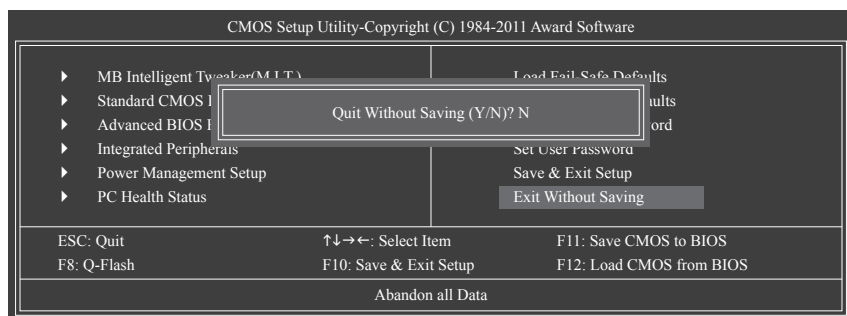 CMOS Setup Utility-Copyright (C) 1984-2011 Award Software
MB Intelligent Tweaker(M.I.T.)
Standard CMOS
Advanced BIOS
Integrated Peripherals
Power Management Setup
PC Health Status
Load Fail-Safe Defaults
Set User Password
Save & Exit Setup
Exit Without Saving
Quit Without Saving (Y/N)? N
ESC: Quit ↑↓→←: Select Item F11: Save CMOS to BIOS
F8: Q-Flash F10: Save & Exit Setup F12: Load CMOS from BIOS
Abandon all Data